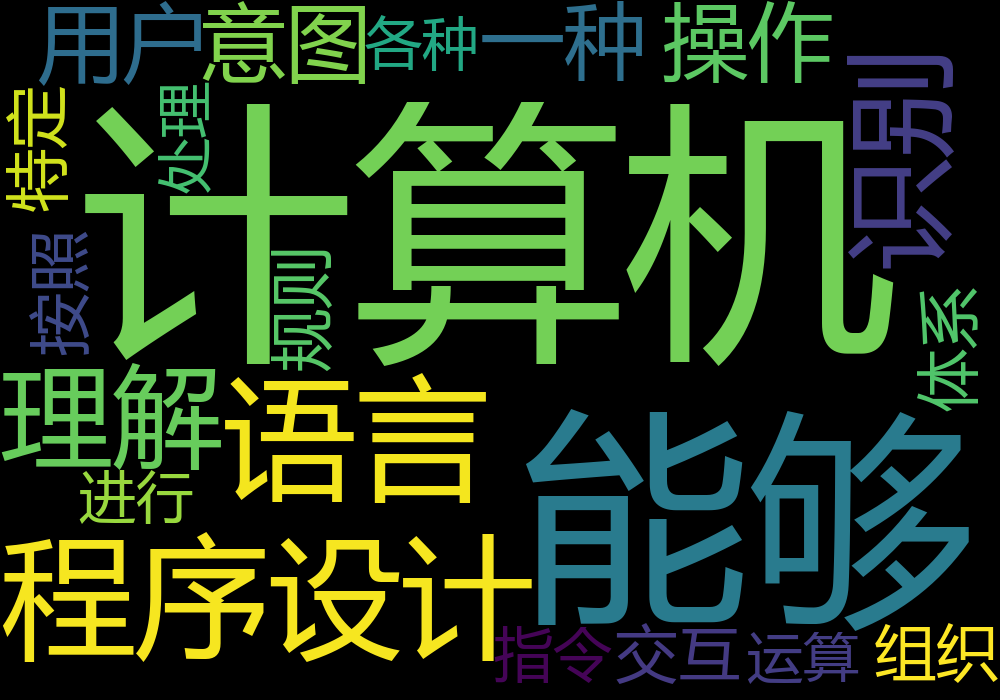 用户
意图
各种
一种
操作
特定
处理
计算机
识别
按照
规则
体系
理解
语言
能够
进行
程序设计
指令
交互
运算
组织